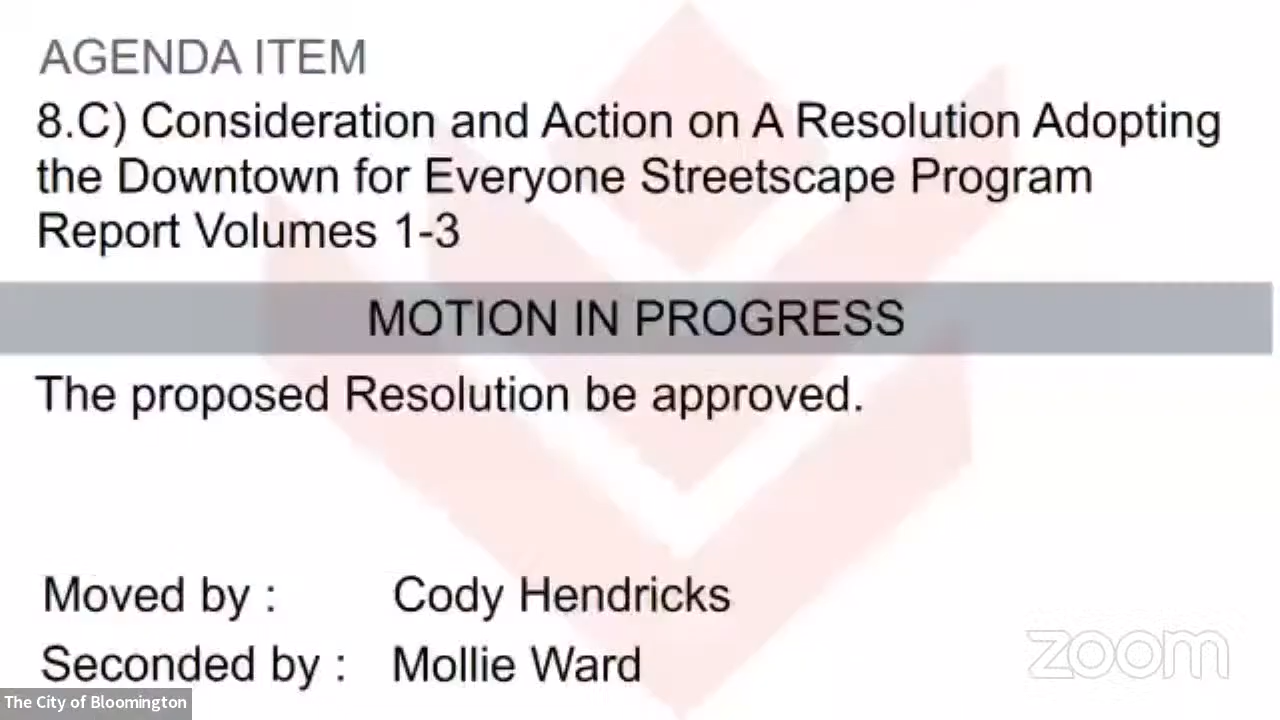 AGENDA ITEM
8.C) Consideration and Action on A Resolution Adopting
the Downtown for Everyone Streetscape Program
Report Volumes 1-3
MOTION IN PROGRESS
The proposed Resolution be approved.
Moved by : Cody Hendricks
Seconded by : Mollie Ward
zoom
The City of Bloomington